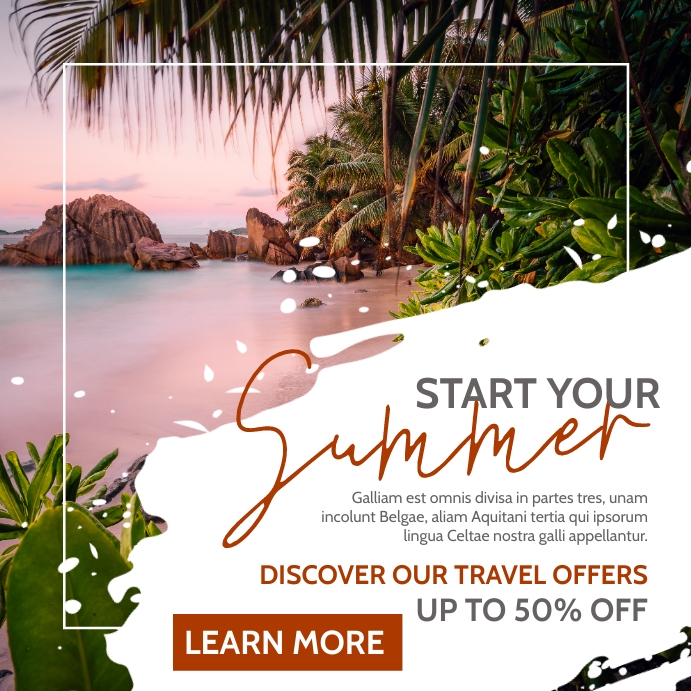 START YOUR
Summer
Galliam est omnis divisa in partes tres, unam
incolunt Belgae, aliam Aquitani tertia qui ipsorum
lingua Celtae nostra galli appellantur.
DISCOVER OUR TRAVEL OFFERS
UP TO 50% OFF
LEARN MORE